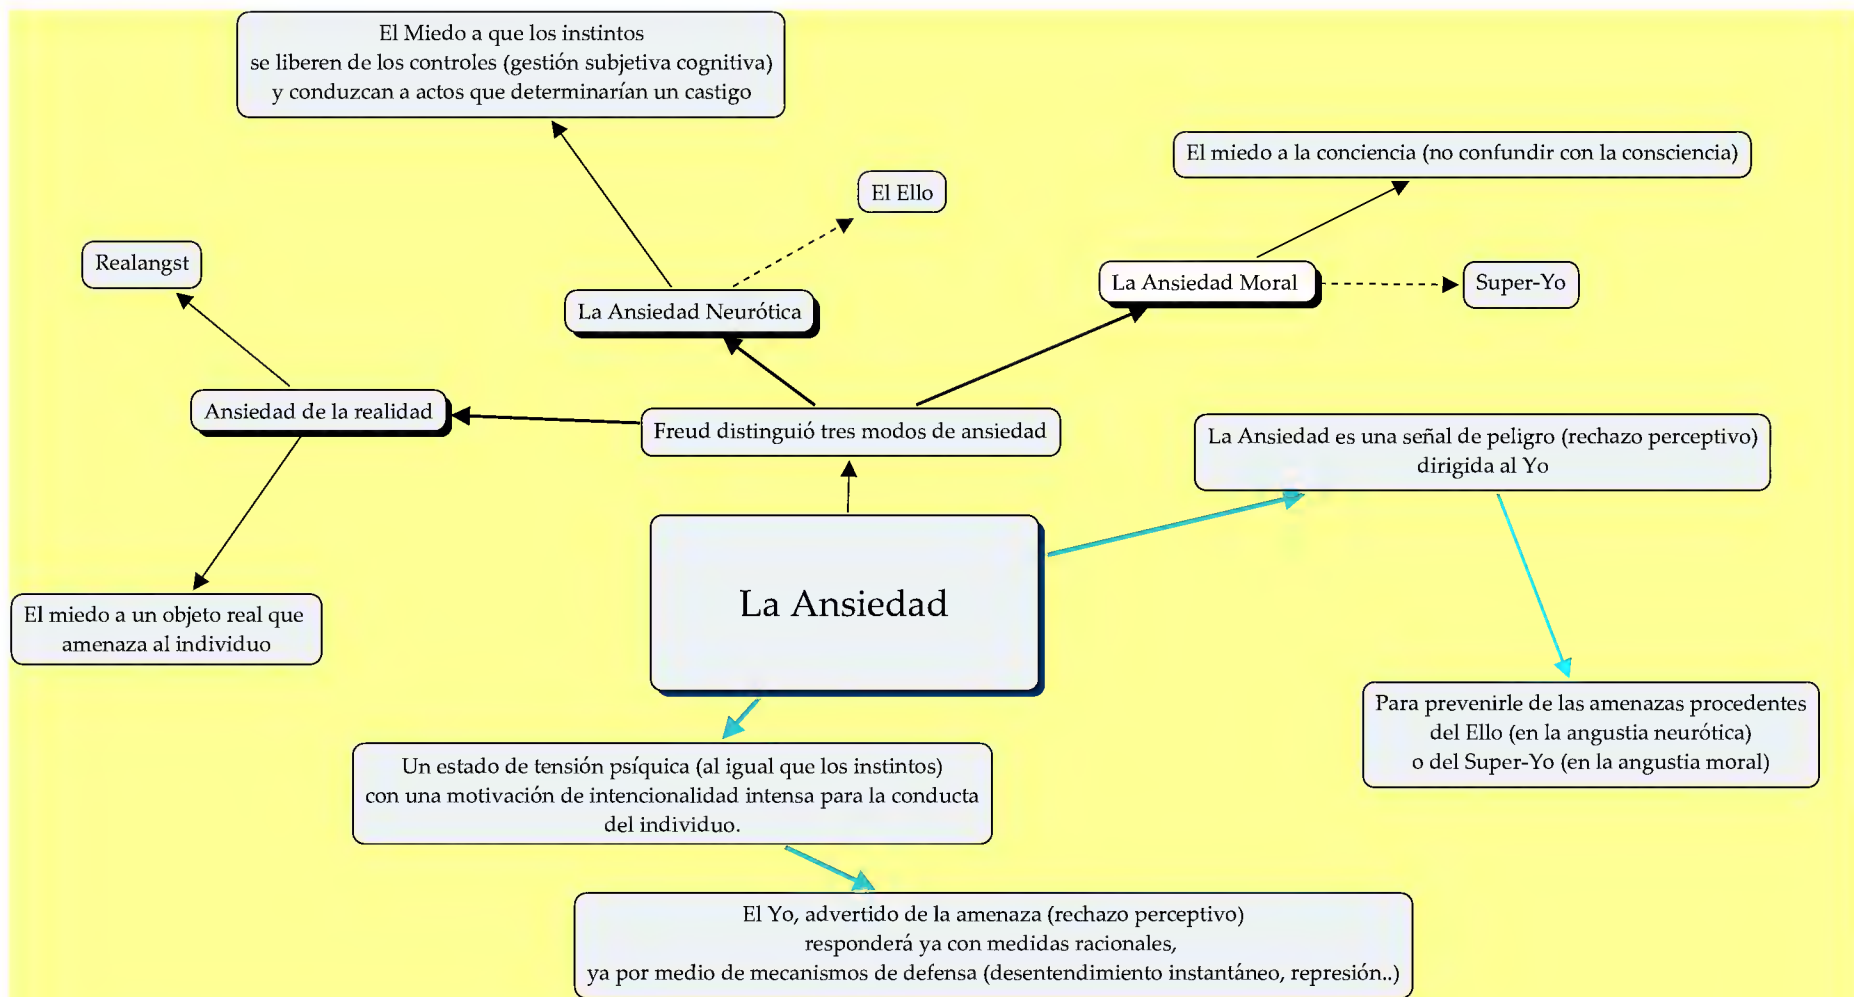 El Miedo a que los instintos
se liberen de los controles (gestión subjetiva cognitiva)
y conduzcan a actos que determinarían un castigo
El miedo a la conciencia (no confundir con la consciencia)
El Ello
Realangst
La Ansiedad Moral
Super-Yo
La Ansiedad Neurótica
Ansiedad de la realidad
Freud distinguió tres modos de ansiedad
La Ansiedad es una señal de peligro (rechazo perceptivo)
dirigida al Yo
La Ansiedad
El miedo a un objeto real que
amenaza al individuo
Para prevenirle de las amenazas procedentes
del Ello (en la angustia neurótica)
o del Super-Yo (en la angustia moral)
Un estado de tensión psíquica (al igual que los instintos)
con una motivación de intencionalidad intensa para la conducta
del individuo.
El Yo, advertido de la amenaza (rechazo perceptivo)
responderá ya con medidas racionales,
ya por medio de mecanismos de defensa (desentendimiento instantáneo, represión..)